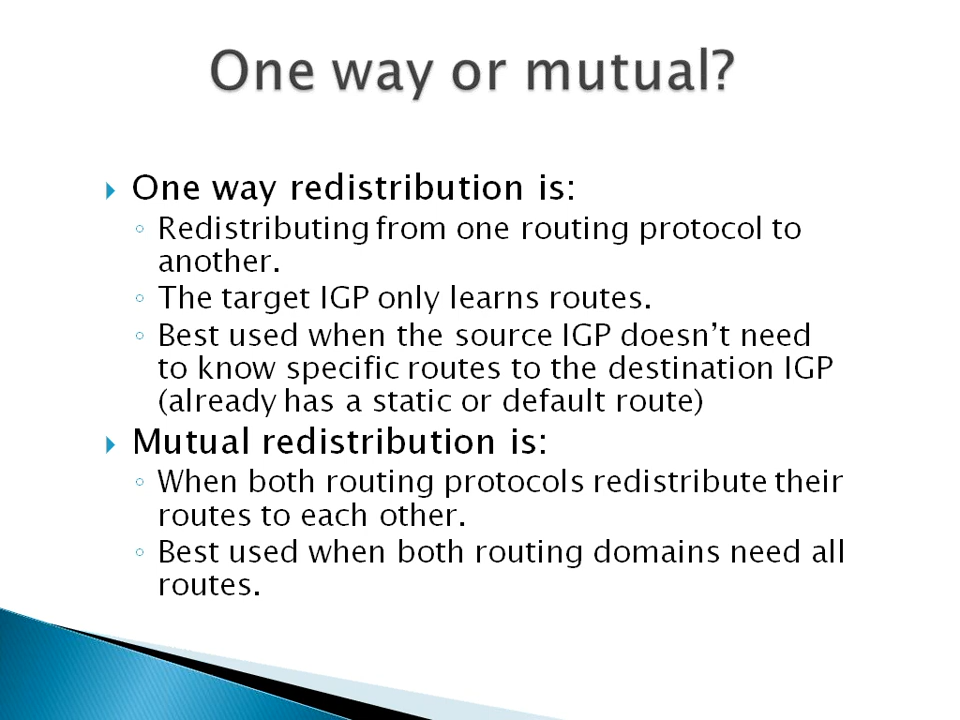 One way or mutual?
One way redistribution is:
Redistributing from one routing protocol to
another.
The target IGP only learns routes.
Best used when the source IGP doesn’t need
to know specific routes to the destination IGP
(already has a static or default route)
Mutual redistribution is:
When both routing protocols redistribute their
routes to each other.
Best used when both routing domains need all
routes.